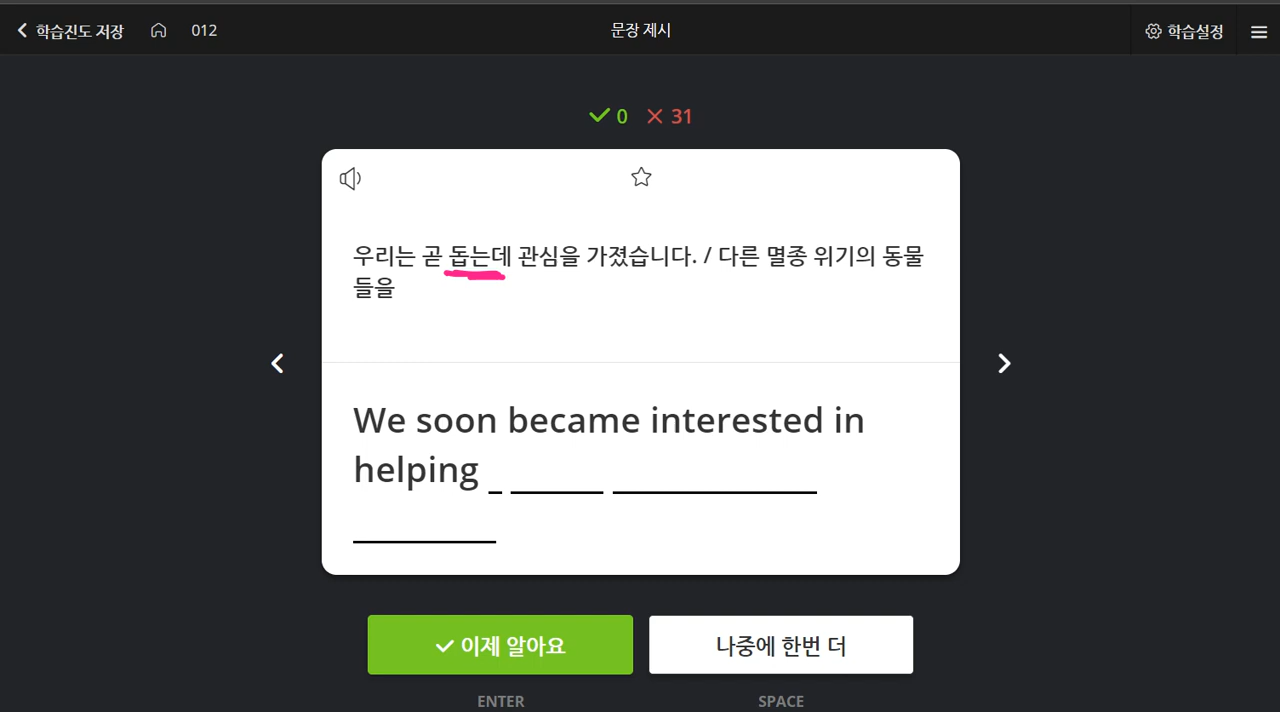 학습진도 저장 012 문장 제시 학습설정
0 31
우리는 곧 돕는데 관심을 가졌습니다. / 다른 멸종 위기의 동물
들을
We soon became interested in
helping _ ____ ________
______
이제 알아요 나중에 한번 더
ENTER SPACE